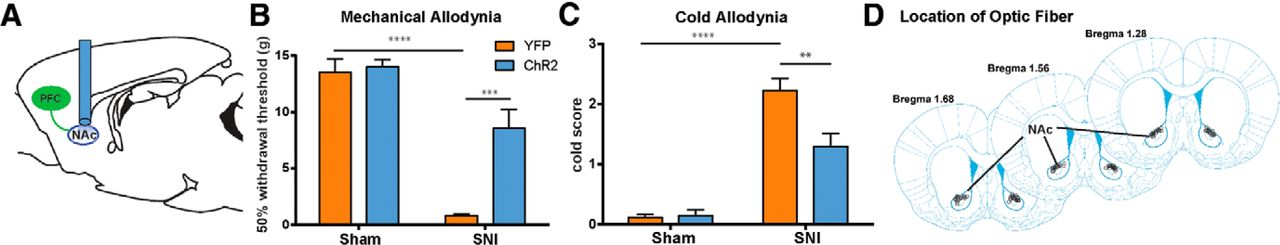 A
PFC
NAc
B
Mechanical Allodynia
50% withdrawal threshold (g)
15
10
5
0
****
***
YFP
ChR2
Sham
SNI
C
Cold Allodynia
cold score
3
2
1
0
****
**
Sham
SNI
D
Location of Optic Fiber
Bregma 1.28
Bregma 1.56
Bregma 1.68
NAc